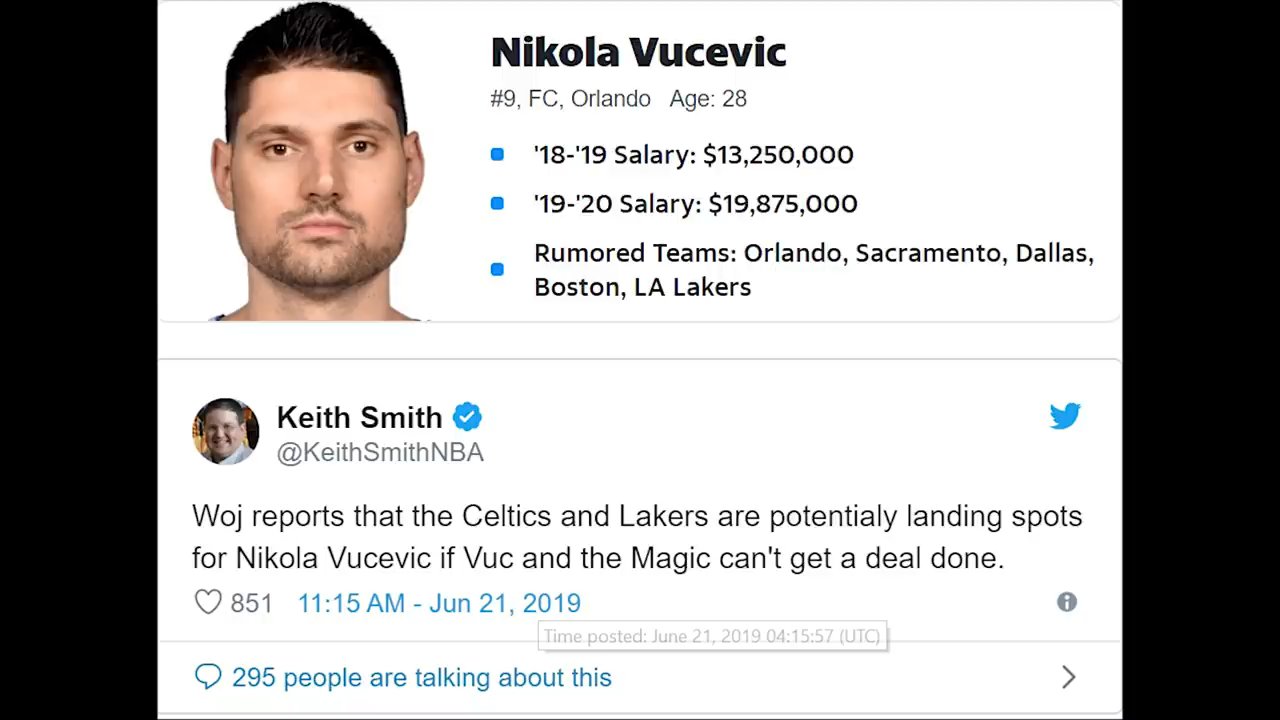 Nikola Vucevic
#9, FC, Orlando Age: 28
'18-'19 Salary: $13,250,000
'19-'20 Salary: $19,875,000
Rumored Teams: Orlando, Sacramento, Dallas,
Boston, LA Lakers
Keith Smith
@KeithSmithNBA
Woj reports that the Celtics and Lakers are potentialy landing spots
for Nikola Vucevic if Vuc and the Magic can't get a deal done.
851 11:15 AM - Jun 21, 2019
Time posted: June 21, 2019 04:15:57 (UTC)
295 people are talking about this